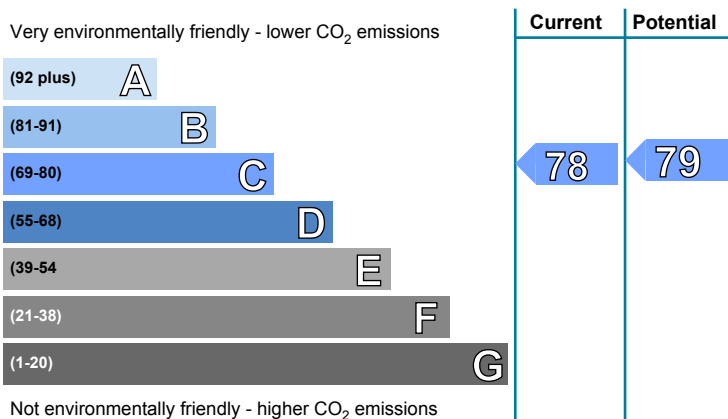 Very environmentally friendly - lower CO2 emissions
Current
Potential
(92 plus) A
(81-91) B
(69-80) C
78
79
(55-68) D
(39-54 E
(21-38) F
(1-20) G
Not environmentally friendly - higher CO2 emissions